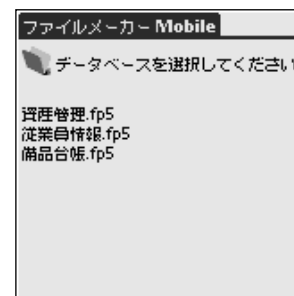 ファイルメーカー Mobile
データベースを選択してください
資産管理.fp5
従業員情報.fp5
備品台帳.fp5